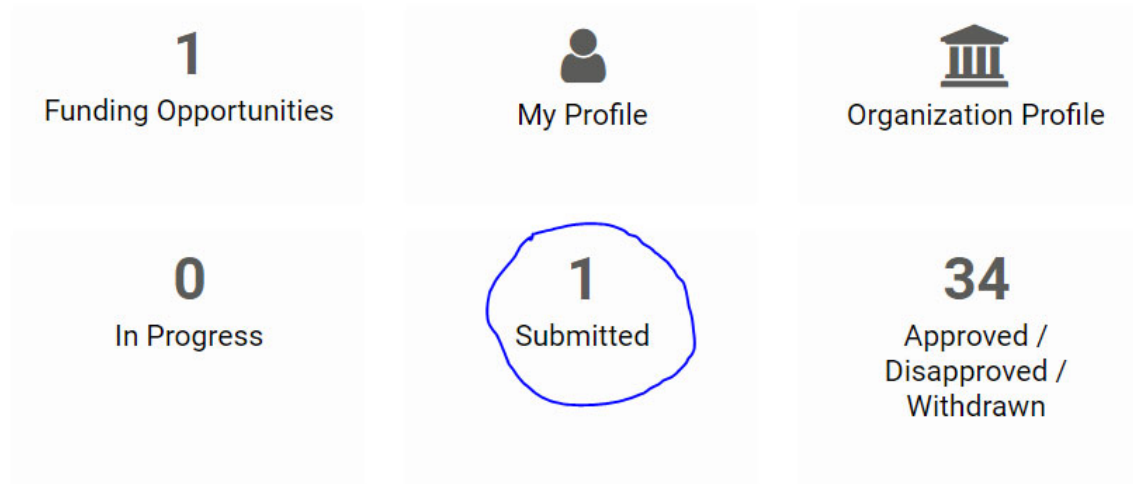 1
Funding Opportunities
My Profile
Organization Profile
0
In Progress
1
Submitted
34
Approved /
Disapproved /
Withdrawn